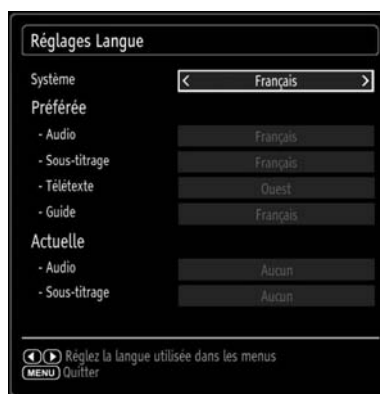 Réglages Langue
Système < Français >
Préférée
- Audio Français
- Sous-titrage Français
- Télétexte Ouest
- Guide Français
Actuelle
- Audio Aucun
- Sous-titrage Aucun
Réglez la langue utilisée dans les menus
MENU Quitter